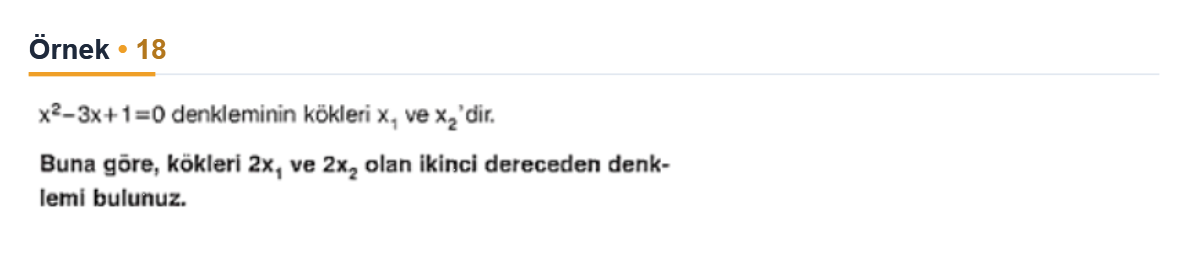 Örnek • 18
x²-3x+1=0 denkleminin kökleri x₁ ve x₂'dir.
Buna göre, kökleri 2x₁ ve 2x₂ olan ikinci dereceden denk-
lemi bulunuz.